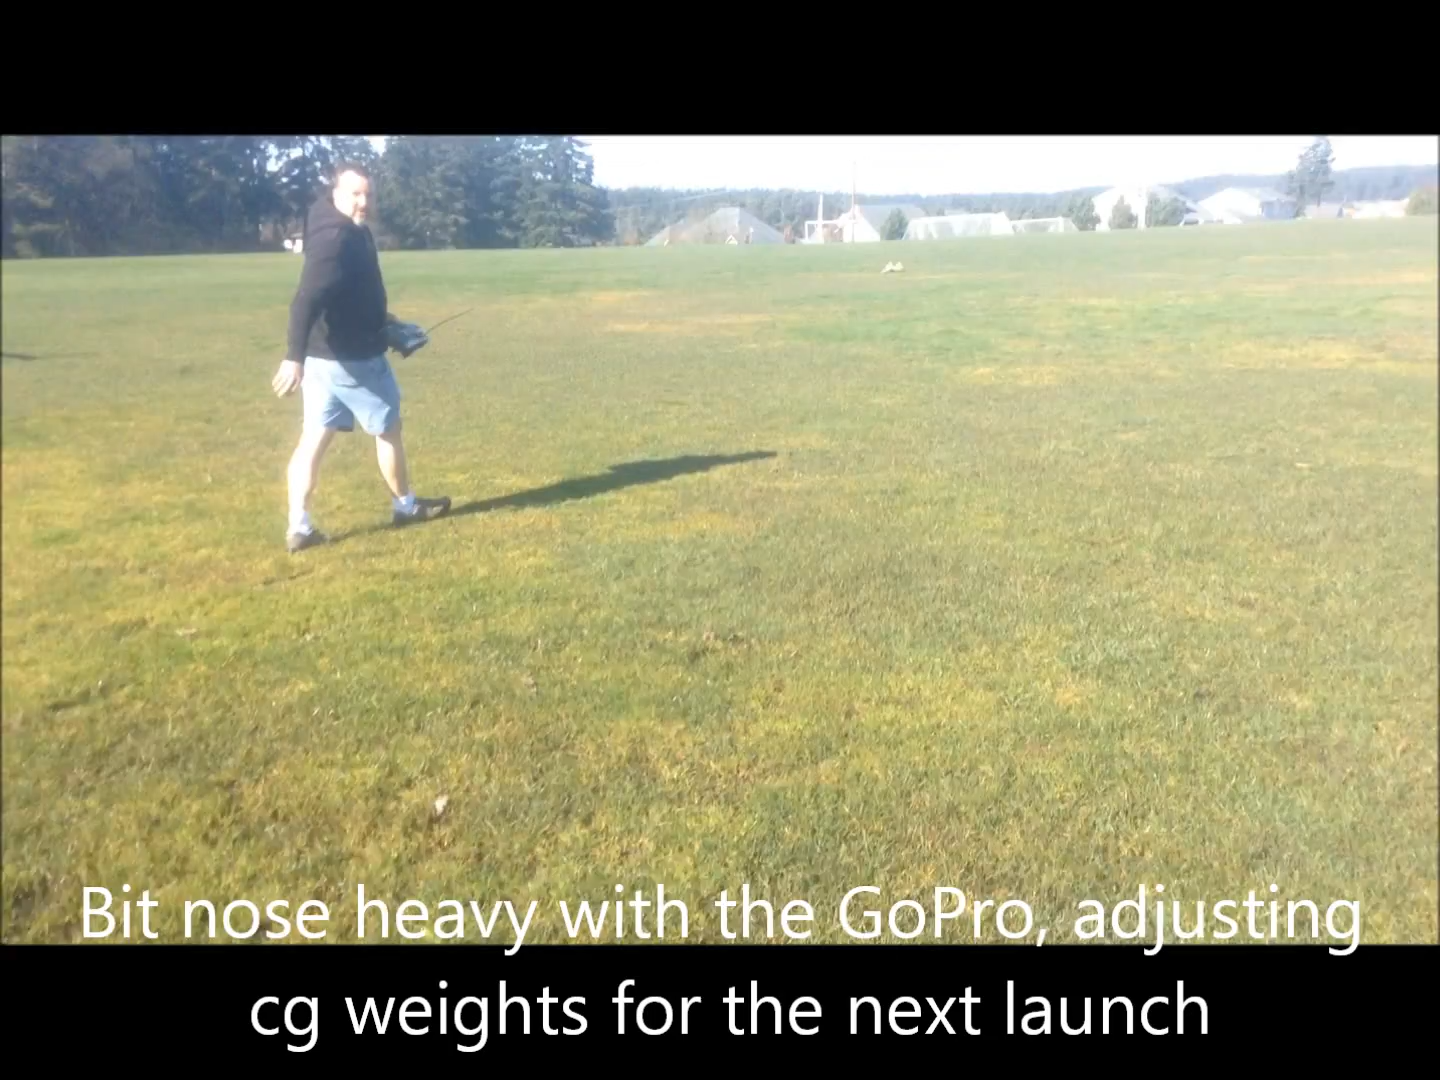 Bit nose heavy with the GoPro, adjusting
cg weights for the next launch